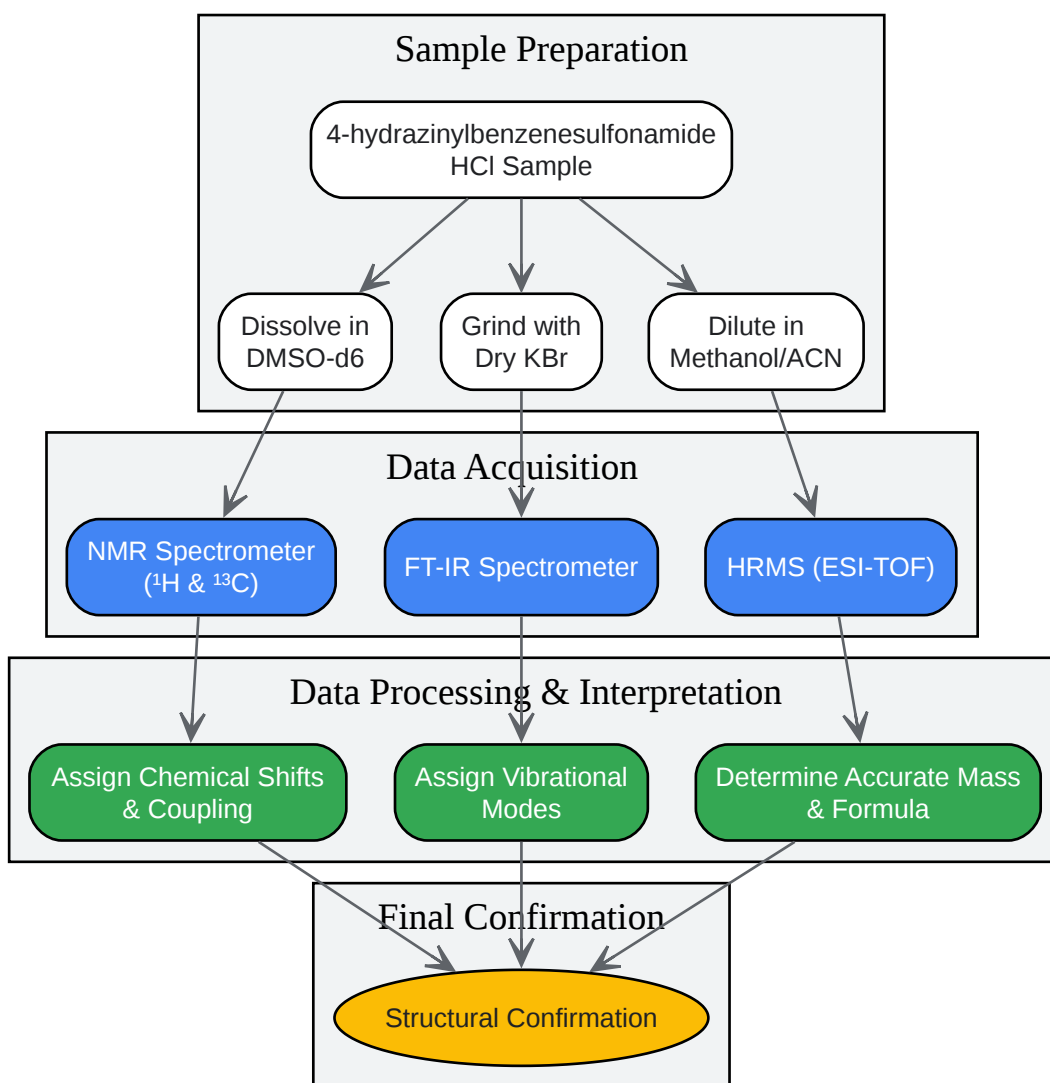 Sample Preparation
4-hydrazinylbenzenesulfonamide
HCl Sample
Dissolve in
DMSO-d6
Grind with
Dry KBr
Dilute in
Methanol/ACN
Data Acquisition
NMR Spectrometer
(¹H & ¹³C)
FT-IR Spectrometer
HRMS (ESI-TOF)
Data Processing & Interpretation
Assign Chemical Shifts
& Coupling
Assign Vibrational
Modes
Determine Accurate Mass
& Formula
Final Confirmation
Structural Confirmation